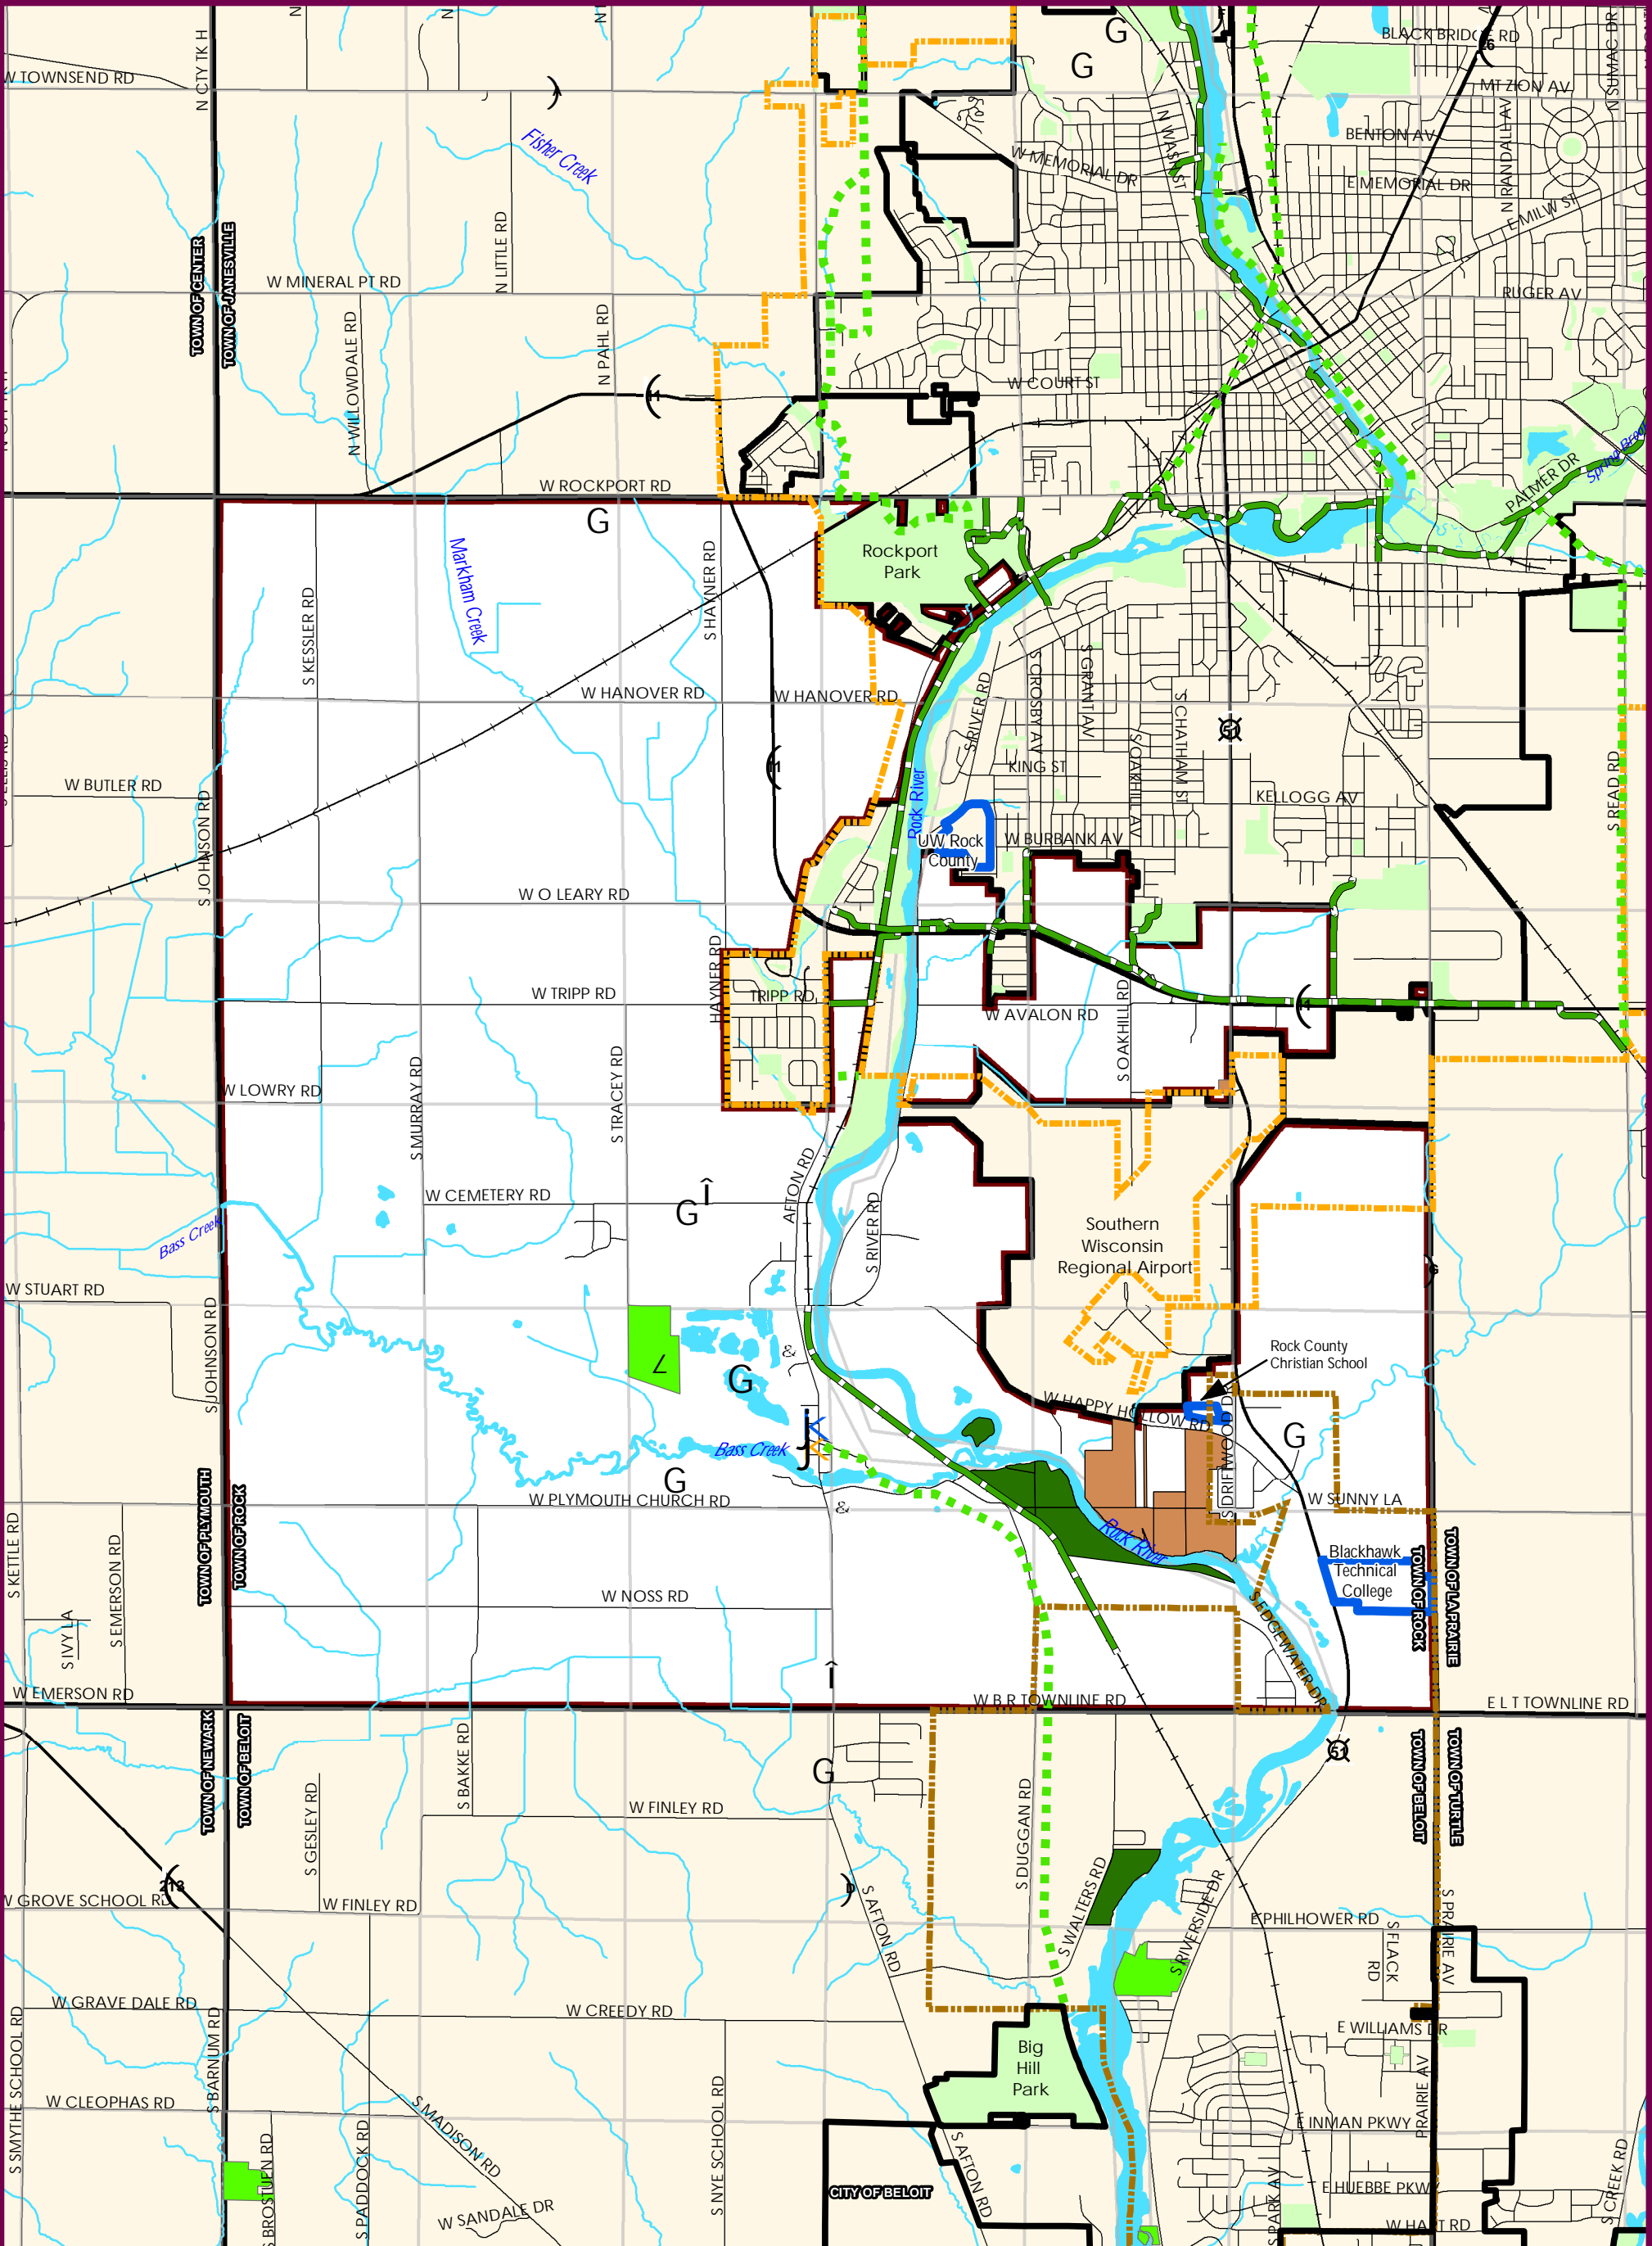 BLACK BRIDGE RD
26
N SUMAC DR
W TOWNSEND RD
N CTY TK H
G
G
MT ZION AV
N WASH ST
BENTON AV
N RANDALL AV
Fisher Creek
W MEMORIAL DR
E MEMORIAL DR
E MILW ST
N LITTLE RD
TOWN OF CENTER
TOWN OF JANESVILLE
W MINERAL PT RD
RUGER AV
N WILLOWDALE RD
N PAHL RD
W COURT ST
11
PALMER DR
W ROCKPORT RD
G
Rockport
Park
Markham Creek
S HAYNER RD
S KESSLER RD
W HANOVER RD
W HANOVER RD
S RIVER RD
S CROSBY AV
S GRANT AV
S CHATHAM ST
S OAKHILL AV
51
KING ST
W BUTLER RD
S JOHNSON RD
11
Rock River
KELLOGG AV
S READ RD
UW Rock
County
W BURBANK AV
W O LEARY RD
HAYNER RD
W TRIPP RD
TRIPP RD
W AVALON RD
11
S OAKHILL RD
W LOWRY RD
S MURRAY RD
S TRACEY RD
AFTON RD
W CEMETERY RD
G
Î
S RIVER RD
Bass Creek
Southern
Wisconsin
Regional Airport
G
W STUART RD
S JOHNSON RD
Rock County
Christian School
&
G
W HAPPY HOLLOW RD
S DRIFTWOOD DR
G
Bass Creek
G
TOWN OF PLYMOUTH
TOWN OF ROCK
W PLYMOUTH CHURCH RD
&
W SUNNY LA
S KETTLE RD
S EMERSON RD
Rock River
Blackhawk
Technical
College
TOWN OF ROCK
TOWN OF LA PRAIRIE
S IVY LA
W NOSS RD
S EDGEWATER DR
Î
W EMERSON RD
W B R TOWNLINE RD
E L T TOWNLINE RD
TOWN OF NEWARK
TOWN OF BELOIT
51
TOWN OF BELOIT
TOWN OF TURTLE
S BAKKE RD
G
S GESLEY RD
W FINLEY RD
S DUGGAN RD
213
W GROVE SCHOOL RD
W FINLEY RD
D
S AFTON RD
S WALTERS RD
S RIVERSIDE DR
E PHILHOWER RD
S FLACK
RD
S PRAIRIE AV
W GRAVE DALE RD
W CREEDY RD
E WILLIAMS DR
Big
Hill
Park
S SMYTHE SCHOOL RD
S BARNUM RD
W CLEOPHAS RD
S MADISON RD
S NYE SCHOOL RD
PRAIRIE AV
E INMAN PKWY
S BROSTUEN RD
S PADDOCK RD
S AFTON RD
CITY OF BELOIT
S PARK AV
E HUEBBE PKWY
S CREEK RD
W SANDALE DR
W HART RD